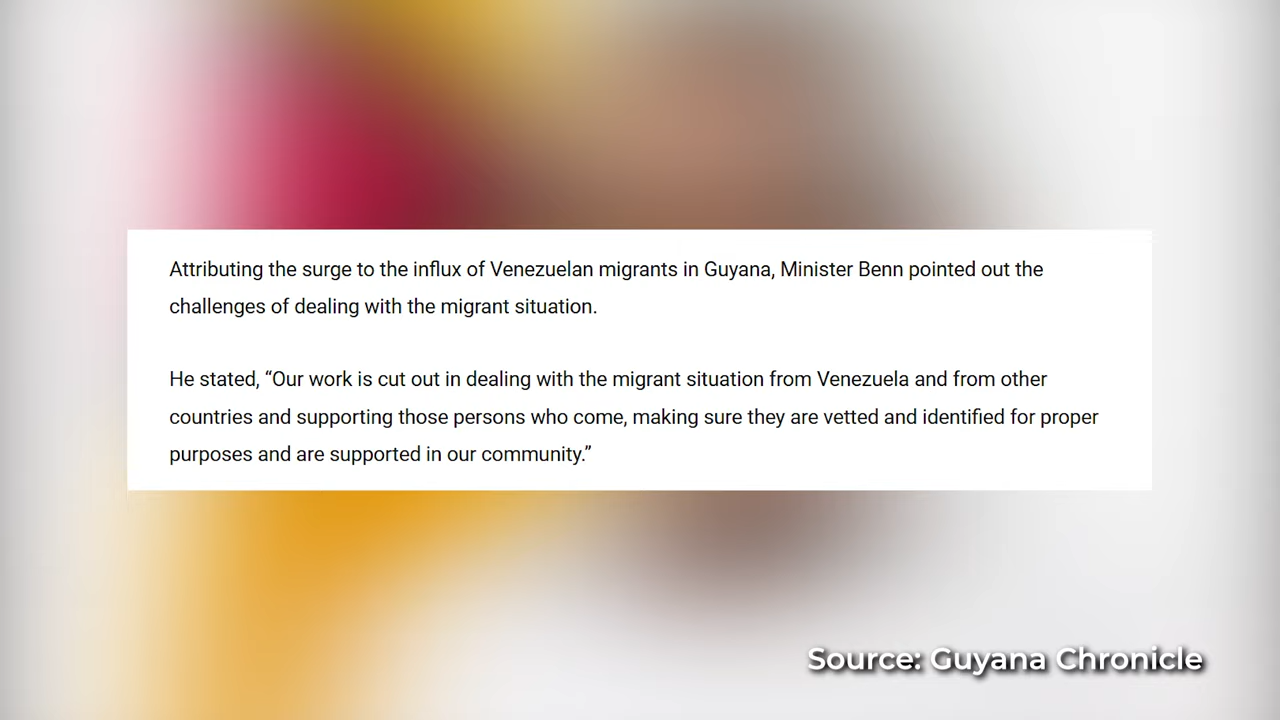 Attributing the surge to the influx of Venezuelan migrants in Guyana, Minister Benn pointed out the
challenges of dealing with the migrant situation.
He stated, “Our work is cut out in dealing with the migrant situation from Venezuela and from other
countries and supporting those persons who come, making sure they are vetted and identified for proper
purposes and are supported in our community.”
Source: Guyana Chronicle